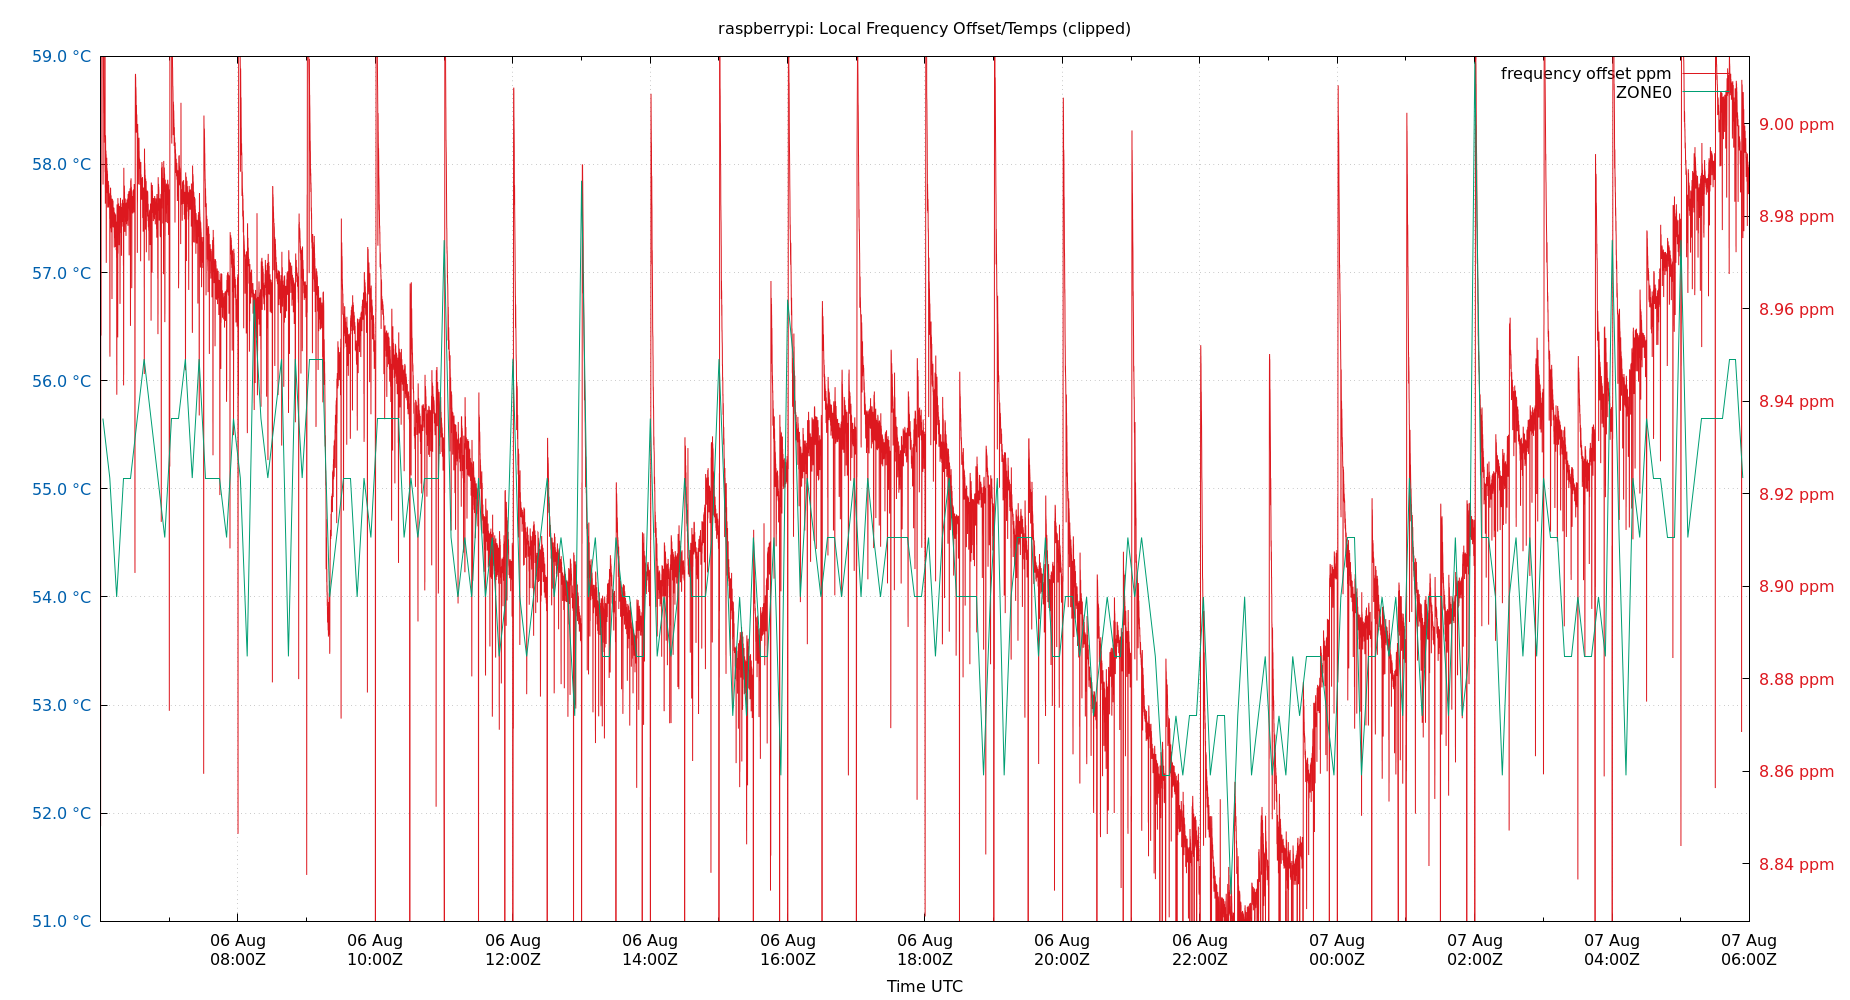 raspberrypi: Local Frequency Offset/Temps (clipped)
59.0 °C
58.0 °C
57.0 °C
56.0 °C
55.0 °C
54.0 °C
53.0 °C
52.0 °C
51.0 °C
frequency offset ppm
ZONE0
9.00 ppm
8.98 ppm
8.96 ppm
8.94 ppm
8.92 ppm
8.90 ppm
8.88 ppm
8.86 ppm
8.84 ppm
06 Aug 06 Aug 06 Aug 06 Aug 06 Aug 06 Aug 06 Aug 06 Aug 07 Aug 07 Aug 07 Aug 07 Aug
08:00Z 10:00Z 12:00Z 14:00Z 16:00Z 18:00Z 20:00Z 22:00Z 00:00Z 02:00Z 04:00Z 06:00Z
Time UTC